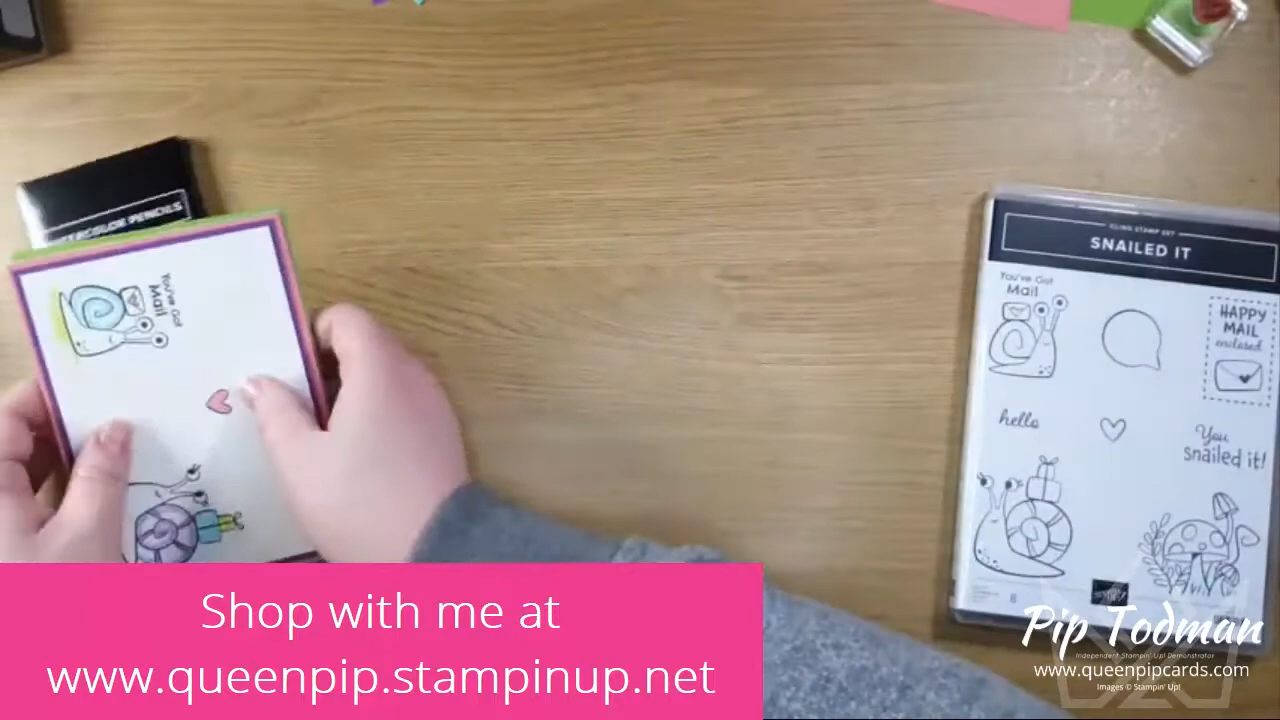 WATERCOLOR PENCILS
You've Got
Mail
CLING STAMP SET
SNAILED IT
You've Got
Mail
HAPPY
MAIL
enclosed
hello
You
snailed it!
Shop with me at
www.queenpip.stampinup.net
Pip Todman
Independent Stampin' Up! Demonstrator
www.queenpipcards.com
Images © Stampin' Up!